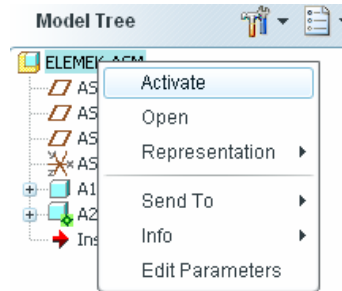 Model Tree
ELEMEK.ASM
AS
Activate
AS
Open
AS
Representation
AS
A1
Send To
A2
Info
Ins
Edit Parameters